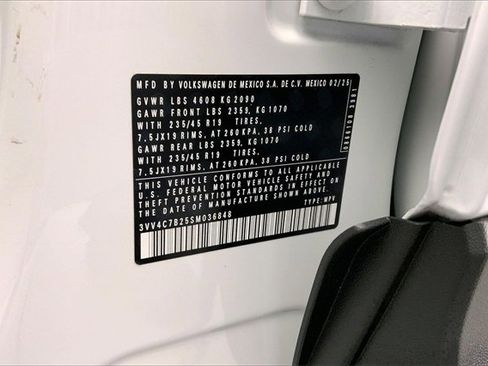 MFD BY VOLKSWAGEN DE MEXICO S.A. DE C.V. MEXICO 02/25
GVWR LBS 4608 KG 2090
GAWR FRONT LBS 2359, KG 1070
WITH 235/45 R19 TIRES.
7.5JX19 RIMS, AT 260 KPA, 38 PSI COLD
GAWR REAR LBS 2359, KG 1070
WITH 235/45 R19 TIRES.
7.5JX19 RIMS, AT 260 KPA, 38 PSI COLD
THIS VEHICLE CONFORMS TO ALL APPLICABLE
U.S. FEDERAL MOTOR VEHICLE SAFETY AND
THEFT PREVENTION STANDARDS IN EFFECT ON
THE DATE OF MANUFACTURE SHOWN ABOVE.
3VV4C7B25SM036848
TYPE: MPV